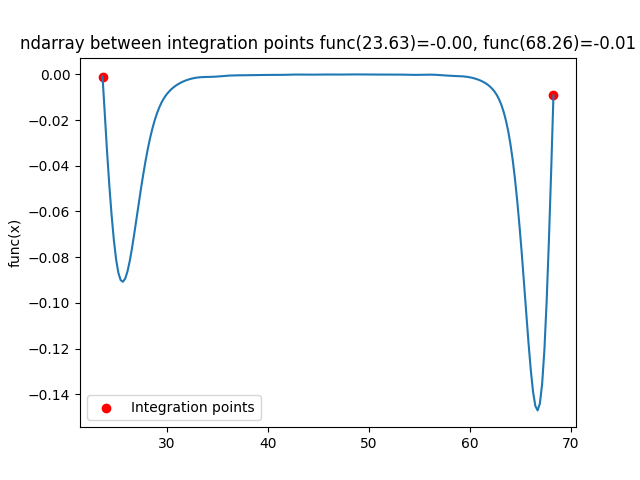 ndarray between integration points func(23.63)=-0.00, func(68.26)=-0.01
0.00
−0.02
−0.04
−0.06
−0.08
−0.10
−0.12
−0.14
func(x)
Integration points
30 40 50 60 70